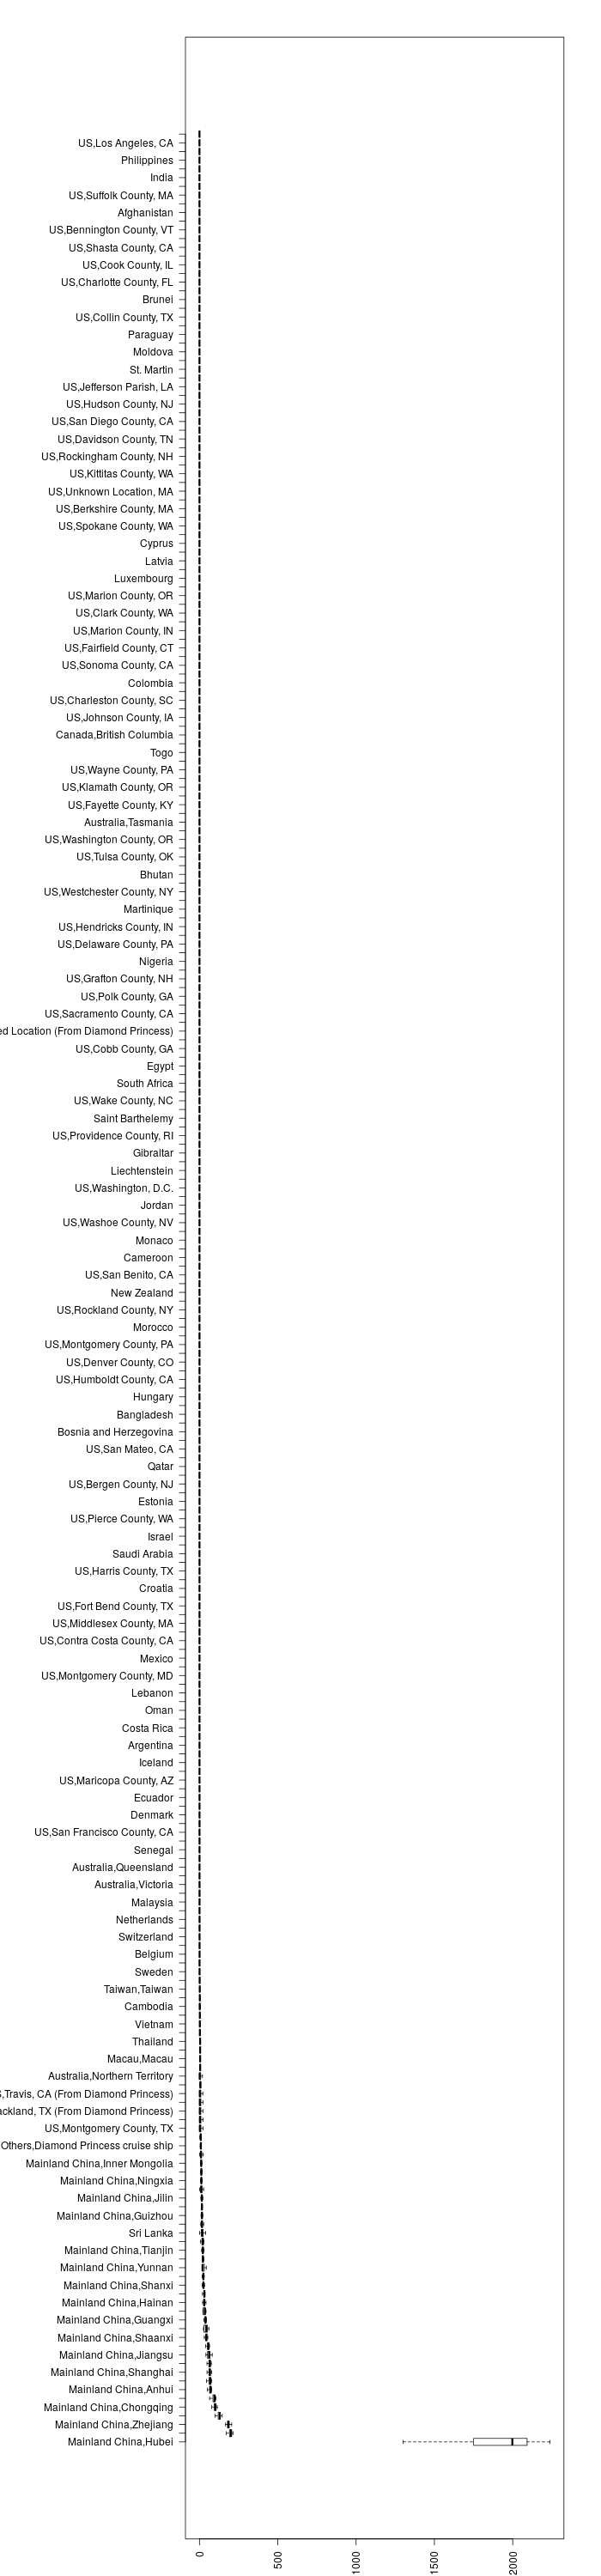 US,Los Angeles, CA
Philippines
India
US,Suffolk County, MA
Afghanistan
US,Bennington County, VT
US,Shasta County, CA
US,Cook County, IL
US,Charlotte County, FL
Brunei
US,Collin County, TX
Paraguay
Moldova
St. Martin
US,Jefferson Parish, LA
US,Hudson County, NJ
US,San Diego County, CA
US,Davidson County, TN
US,Rockingham County, NH
US,Kittitas County, WA
US,Unknown Location, MA
US,Berkshire County, MA
US,Spokane County, WA
Cyprus
Latvia
Luxembourg
US,Marion County, OR
US,Clark County, WA
US,Marion County, IN
US,Fairfield County, CT
US,Sonoma County, CA
Colombia
US,Charleston County, SC
US,Johnson County, IA
Canada,British Columbia
Togo
US,Wayne County, PA
US,Klamath County, OR
US,Fayette County, KY
Australia,Tasmania
US,Washington County, OR
US,Tulsa County, OK
Bhutan
US,Westchester County, NY
Martinique
US,Hendricks County, IN
US,Delaware County, PA
Nigeria
US,Grafton County, NH
US,Polk County, GA
US,Sacramento County, CA
ed Location (From Diamond Princess)
US,Cobb County, GA
Egypt
South Africa
US,Wake County, NC
Saint Barthelemy
US,Providence County, RI
Gibraltar
Liechtenstein
US,Washington, D.C.
Jordan
US,Washoe County, NV
Monaco
Cameroon
US,San Benito, CA
New Zealand
US,Rockland County, NY
Morocco
US,Montgomery County, PA
US,Denver County, CO
US,Humboldt County, CA
Hungary
Bangladesh
Bosnia and Herzegovina
US,San Mateo, CA
Qatar
US,Bergen County, NJ
Estonia
US,Pierce County, WA
Israel
Saudi Arabia
US,Harris County, TX
Croatia
US,Fort Bend County, TX
US,Middlesex County, MA
US,Contra Costa County, CA
Mexico
US,Montgomery County, MD
Lebanon
Oman
Costa Rica
Argentina
Iceland
US,Maricopa County, AZ
Ecuador
Denmark
US,San Francisco County, CA
Senegal
Australia,Queensland
Australia,Victoria
Malaysia
Netherlands
Switzerland
Belgium
Sweden
Taiwan,Taiwan
Cambodia
Vietnam
Thailand
Macau,Macau
Australia,Northern Territory
S,Travis, CA (From Diamond Princess)
ackland, TX (From Diamond Princess)
US,Montgomery County, TX
Others,Diamond Princess cruise ship
Mainland China,Inner Mongolia
Mainland China,Ningxia
Mainland China,Jilin
Mainland China,Guizhou
Sri Lanka
Mainland China,Tianjin
Mainland China,Yunnan
Mainland China,Shanxi
Mainland China,Hainan
Mainland China,Guangxi
Mainland China,Shaanxi
Mainland China,Jiangsu
Mainland China,Shanghai
Mainland China,Anhui
Mainland China,Chongqing
Mainland China,Zhejiang
Mainland China,Hubei
0
500
1000
1500
2000